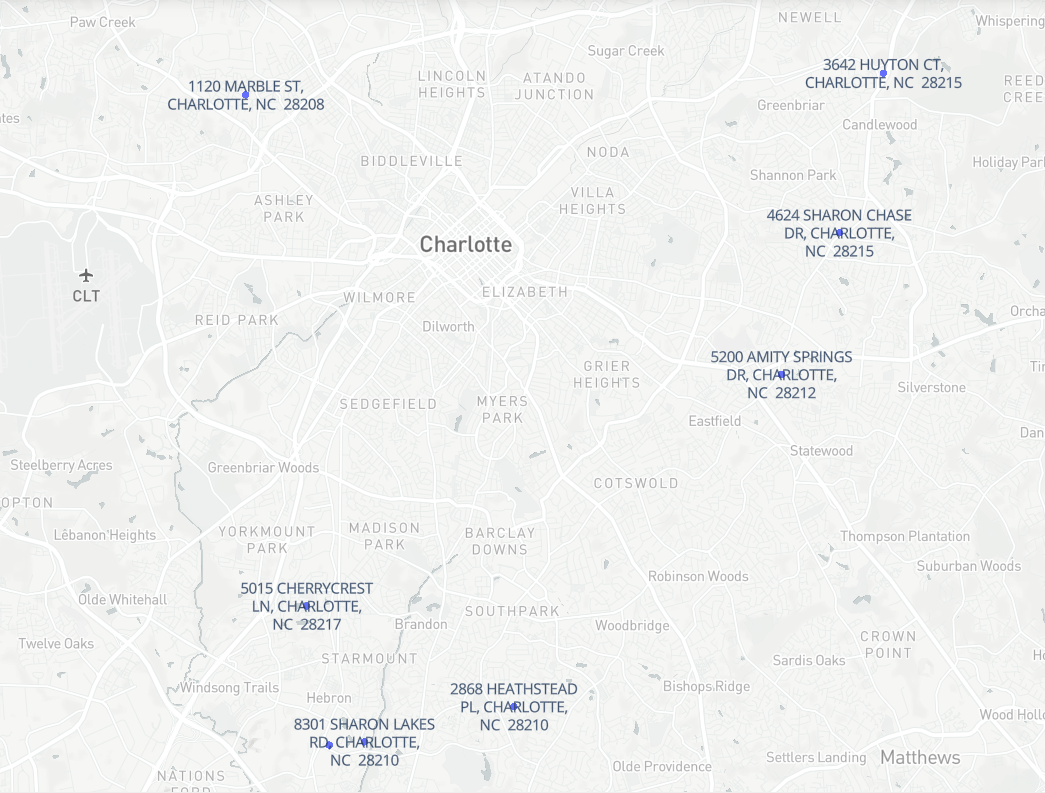 Paw Creek
NEWELL
Whispering
Sugar Creek
3642 HUYTON CT,
CHARLOTTE, NC 28215
LINCOLN
HEIGHTS
ATANDO
JUNCTION
1120 MARBLE ST,
CHARLOTTE, NC 28208
REED
CREE
Greenbriar
ates
Candlewood
NODA
BIDDLEVILLE
Holiday Park
Shannon Park
ASHLEY
PARK
VILLA
HEIGHTS
4624 SHARON CHASE
DR, CHARLOTTE,
NC 28215
Charlotte
CLT
ELIZABETH
WILMORE
REID PARK
Dilworth
Orcha
5200 AMITY SPRINGS
DR, CHARLOTTE,
NC 28212
GRIER
HEIGHTS
Tir
Silverstone
SEDGEFIELD
MYERS
PARK
Eastfield
Dan
Statewood
Steelberry Acres
Greenbriar Woods
COTSWOLD
OPTON
YORKMOUNT
PARK
MADISON
PARK
BARCLAY
DOWNS
Lebanon Heights
Thompson Plantation
Suburban Woods
Robinson Woods
5015 CHERRYCREST
LN, CHARLOTTE,
NC 28217
Olde Whitehall
SOUTHPARK
Brandon
Woodbridge
Twelve Oaks
CROWN
POINT
Ho
STARMOUNT
Sardis Oaks
Windsong Trails
Bishops Ridge
Hebron
2868 HEATHSTEAD
PL, CHARLOTTE,
NC 28210
Wood Hollo
8301 SHARON LAKES
RD, CHARLOTTE,
NC 28210
Settlers Landing
Matthews
Olde Providence
NATIONS
FORD